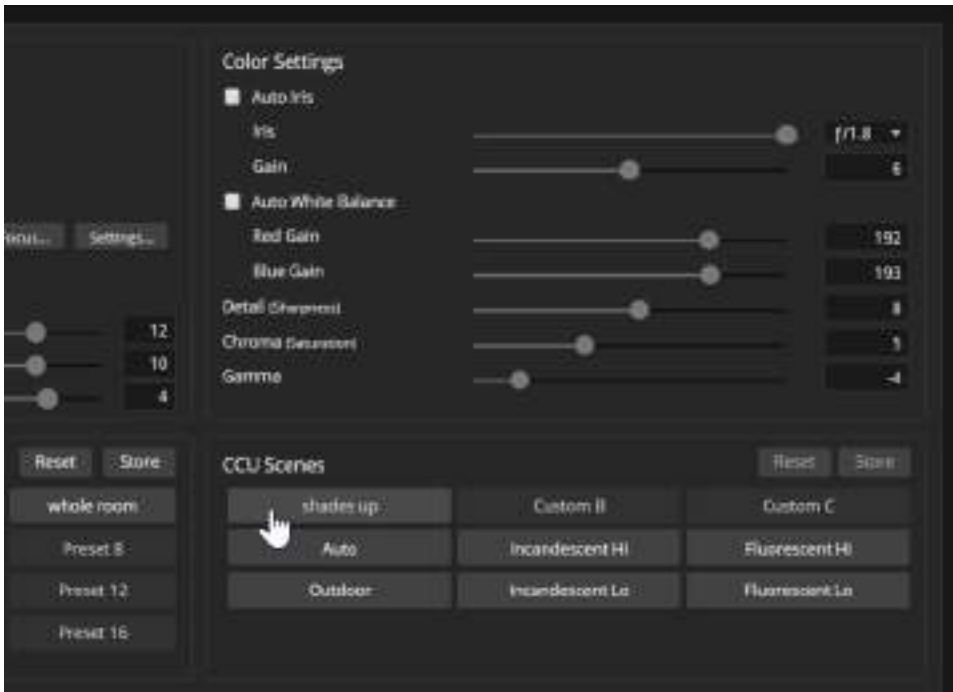 Color Settings
Auto Iris
Iris
f/1.8
Gain
6
Auto White Balance
Settings...
Red Gain
192
Blue Gain
193
Detail (Sharpness)
8
12
Chroma (Saturation)
10
Gamma
-4
4
Reset Store
CCU Scenes
Reset Store
whole room
shades up Custom B Custom C
Preset 8
Auto Incandescent Hi Fluorescent Hi
Preset 12
Outdoor Incandescent Lo Fluorescent Lo
Preset 16